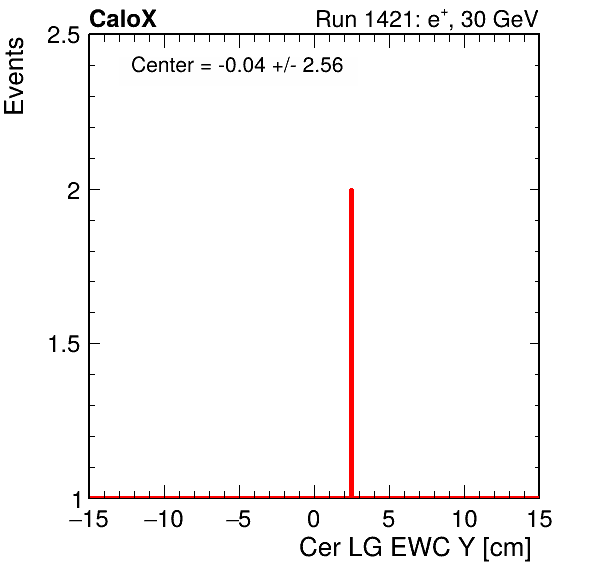 CaloX Run 1421: e⁺, 30 GeV
Center = -0.04 +/- 2.56
Events
2.5
2
1.5
1
−15 −10 −5 0 5 10 15
Cer LG EWC Y [cm]